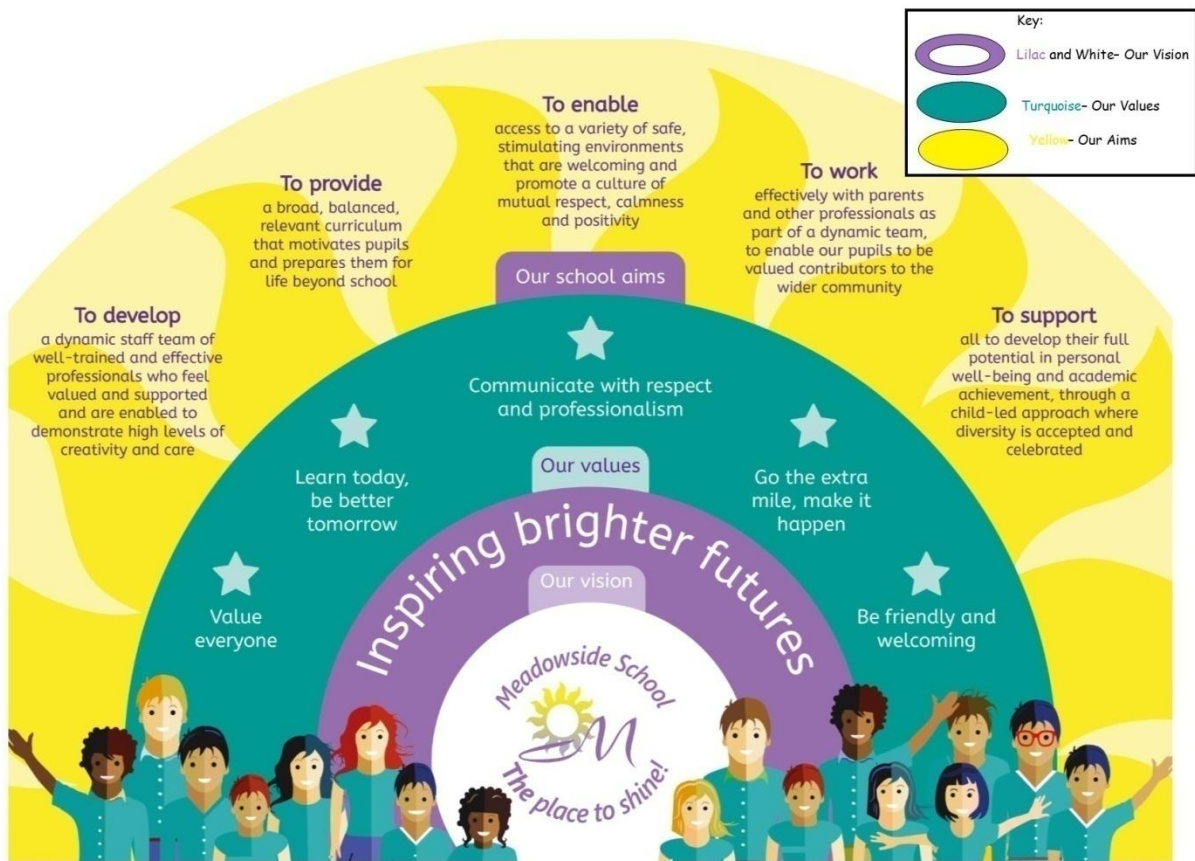 Key:
Lilac and White– Our Vision
Turquoise– Our Values
Yellow– Our Aims
To develop
a dynamic staff team of
well-trained and effective
professionals who feel
valued and supported
and are enabled to
demonstrate high levels of
creativity and care
To provide
a broad, balanced,
relevant curriculum
that motivates pupils
and prepares them for
life beyond school
To enable
access to a variety of safe,
stimulating environments
that are welcoming and
promote a culture of
mutual respect, calmness
and positivity
To work
effectively with parents
and other professionals as
part of a dynamic team,
to enable our pupils to be
valued contributors to the
wider community
To support
all to develop their full
potential in personal
well-being and academic
achievement, through a
child-led approach where
diversity is accepted and
celebrated
Our school aims
Value
everyone
Learn today,
be better
tomorrow
Communicate with respect
and professionalism
Go the extra
mile, make it
happen
Be friendly and
welcoming
Our values
Inspiring brighter futures
Our vision
Meadowside School
M
The place to shine!